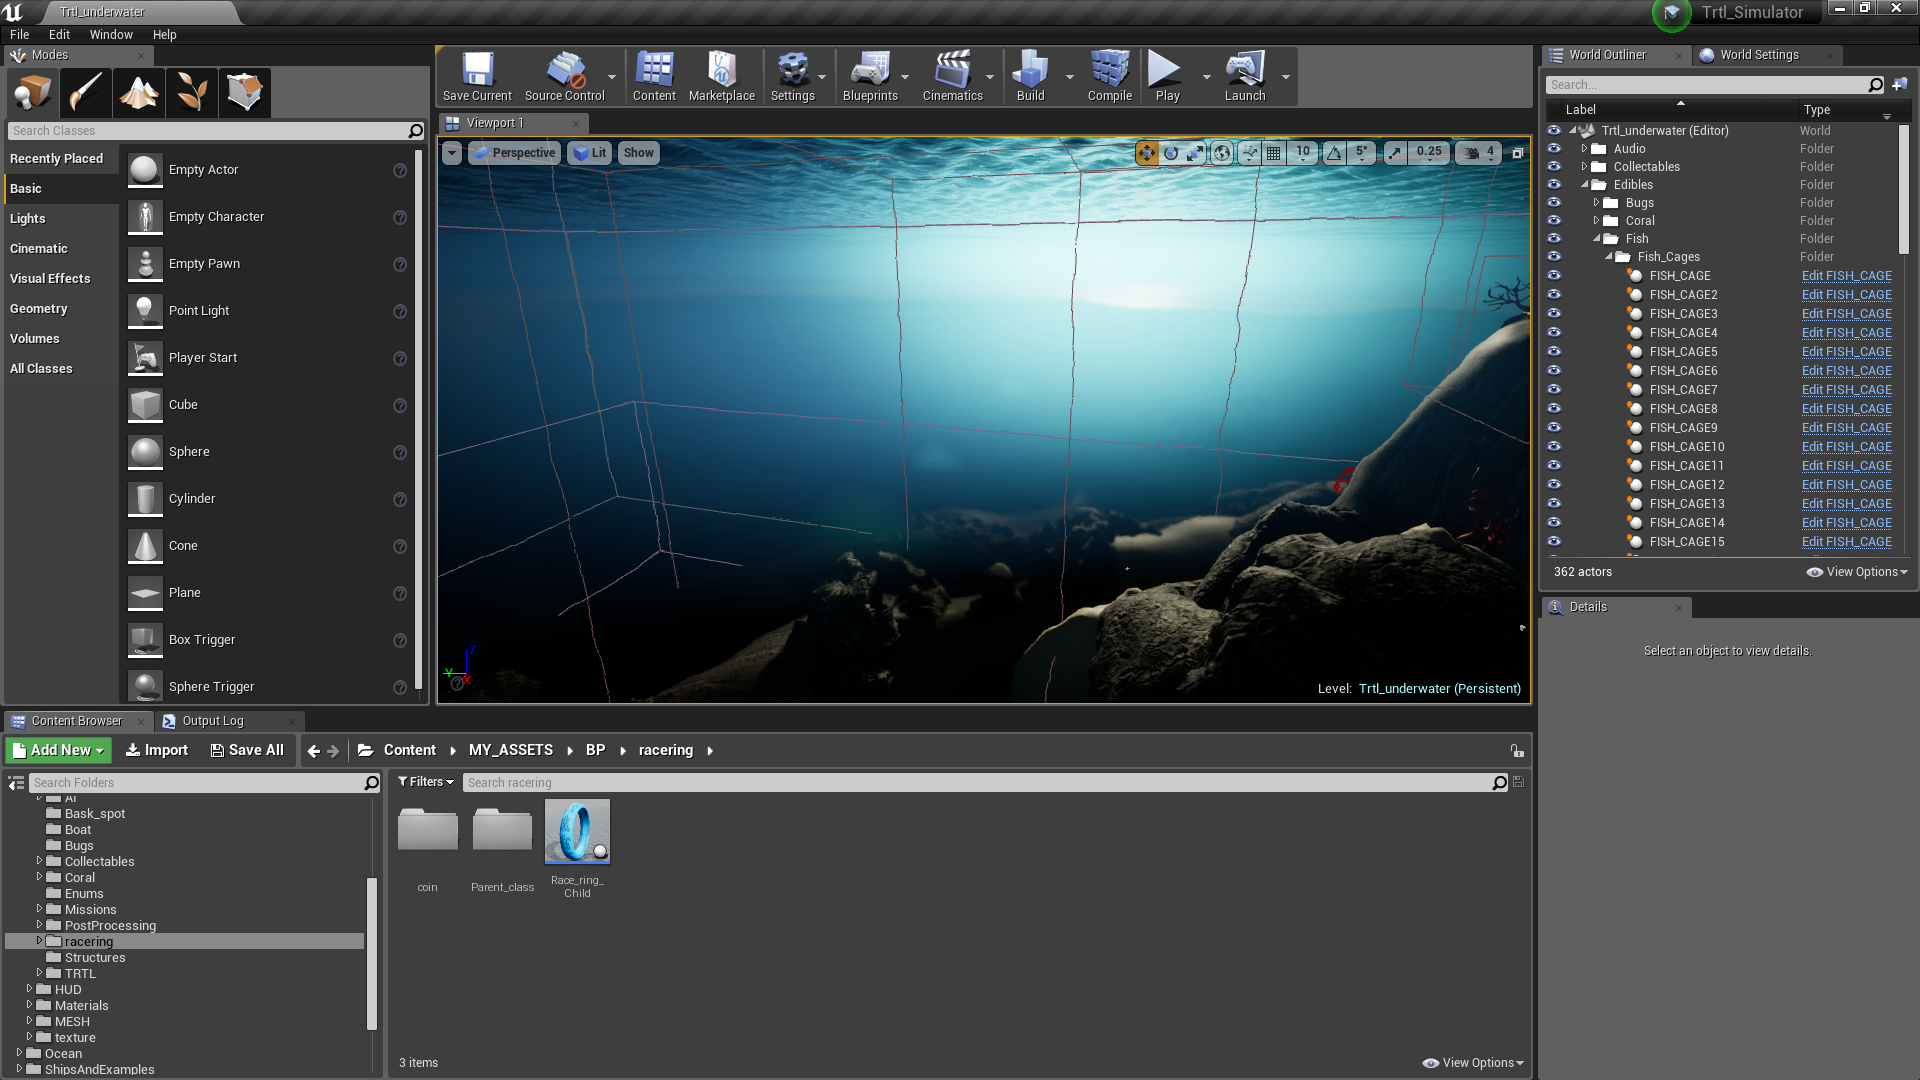 Trtl_underwater
Trtl_Simulator
File Edit Window Help
Modes
Search Classes
Recently Placed
Basic
Lights
Cinematic
Visual Effects
Geometry
Volumes
All Classes
Empty Actor
Empty Character
Empty Pawn
Point Light
Player Start
Cube
Sphere
Cylinder
Cone
Plane
Box Trigger
Sphere Trigger
Save Current Source Control Content Marketplace Settings Blueprints Cinematics Build Compile Play Launch
Viewport 1
Perspective Lit Show 10 5° 0.25 4
Z
Y
X
Level: Trtl_underwater (Persistent)
World Outliner World Settings
Search...
Label Type
Trtl_underwater (Editor) World
Audio Folder
Collectables Folder
Edibles Folder
Bugs Folder
Coral Folder
Fish Folder
Fish_Cages Folder
FISH_CAGE Edit FISH_CAGE
FISH_CAGE2 Edit FISH_CAGE
FISH_CAGE3 Edit FISH_CAGE
FISH_CAGE4 Edit FISH_CAGE
FISH_CAGE5 Edit FISH_CAGE
FISH_CAGE6 Edit FISH_CAGE
FISH_CAGE7 Edit FISH_CAGE
FISH_CAGE8 Edit FISH_CAGE
FISH_CAGE9 Edit FISH_CAGE
FISH_CAGE10 Edit FISH_CAGE
FISH_CAGE11 Edit FISH_CAGE
FISH_CAGE12 Edit FISH_CAGE
FISH_CAGE13 Edit FISH_CAGE
FISH_CAGE14 Edit FISH_CAGE
FISH_CAGE15 Edit FISH_CAGE
362 actors View Options
Details
Select an object to view details.
Content Browser Output Log
Add New Import Save All Content MY_ASSETS BP racering
Search Folders
AI
Bask_spot
Boat
Bugs
Collectables
Coral
Enums
Missions
PostProcessing
racering
Structures
TRTL
HUD
Materials
MESH
texture
Ocean
ShipsAndExamples
Filters Search racering
coin
Parent_class
Race_ring_
Child
3 items View Options